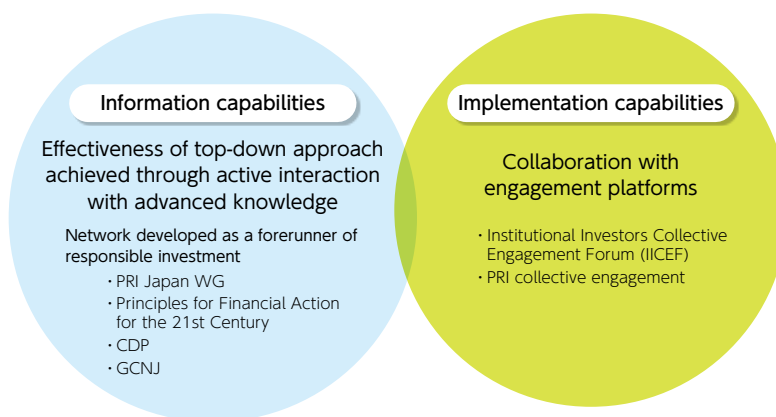 Information capabilities
Effectiveness of top-down approach
achieved through active interaction
with advanced knowledge
Network developed as a forerunner of
responsible investment
・PRI Japan WG
・Principles for Financial Action
for the 21st Century
・CDP
・GCNJ
Implementation capabilities
Collaboration with
engagement platforms
・Institutional Investors Collective
Engagement Forum (IICEF)
・PRI collective engagement